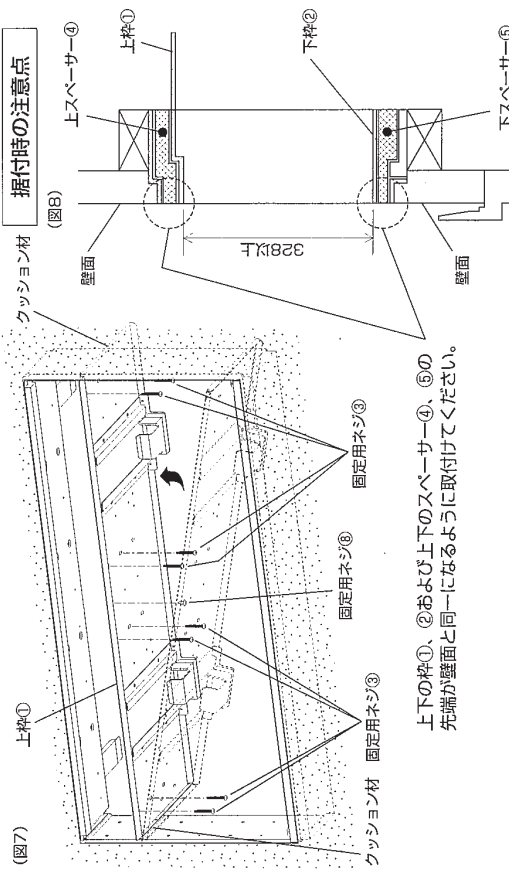 (図7)
上枠①
クッション材
クッション材
固定用ネジ③
固定用ネジ⑧
固定用ネジ③
据付時の注意点
(図8)
上スペーサー④
上枠①
壁面
328以上
下枠②
壁面
下スペーサー⑤
上下の枠①、②および上下のスペーサー④、⑤の
先端が壁面と同一になるように取付けてください。